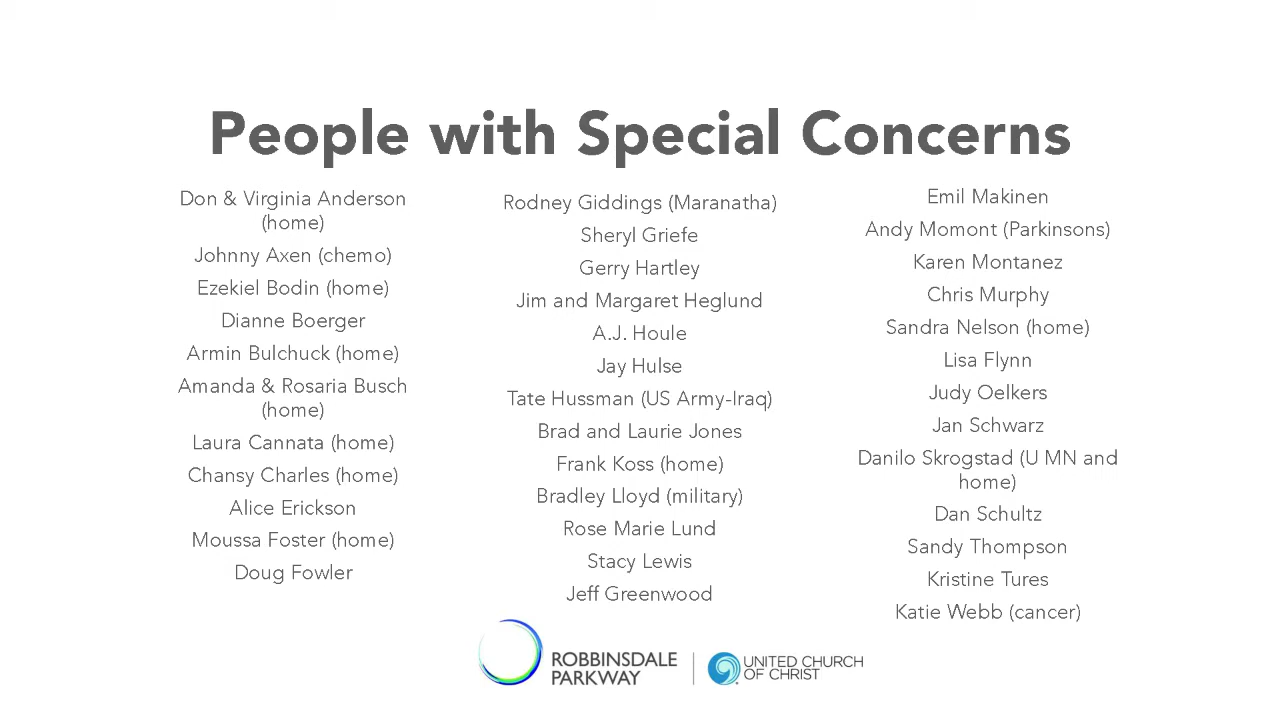 People with Special Concerns
Don & Virginia Anderson
(home)
Johnny Axen (chemo)
Ezekiel Bodin (home)
Dianne Boerger
Armin Bulchuck (home)
Amanda & Rosaria Busch
(home)
Laura Cannata (home)
Chansy Charles (home)
Alice Erickson
Moussa Foster (home)
Doug Fowler
Rodney Giddings (Maranatha)
Sheryl Griefe
Gerry Hartley
Jim and Margaret Heglund
A.J. Houle
Jay Hulse
Tate Hussman (US Army-Iraq)
Brad and Laurie Jones
Frank Koss (home)
Bradley Lloyd (military)
Rose Marie Lund
Stacy Lewis
Jeff Greenwood
Emil Makinen
Andy Momont (Parkinsons)
Karen Montanez
Chris Murphy
Sandra Nelson (home)
Lisa Flynn
Judy Oelkers
Jan Schwarz
Danilo Skrogstad (U MN and
home)
Dan Schultz
Sandy Thompson
Kristine Tures
Katie Webb (cancer)
ROBBINSDALE
PARKWAY
UNITED CHURCH
OF CHRIST